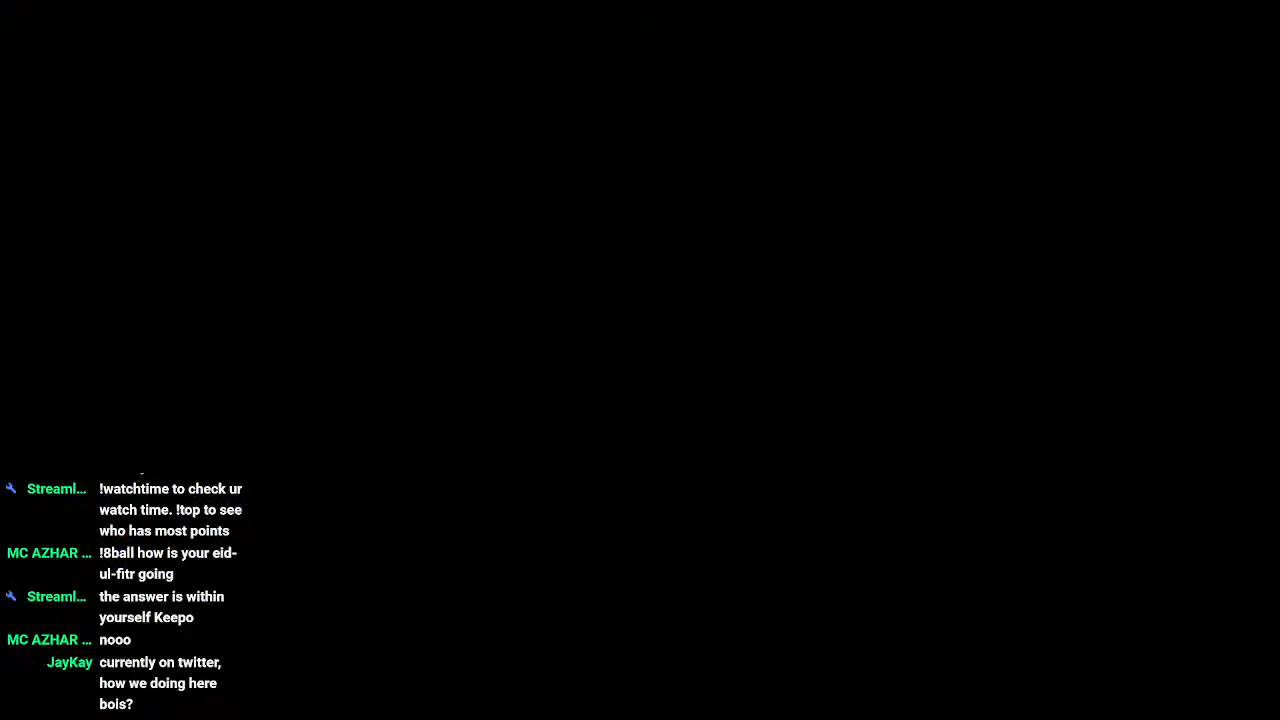 Streaml... !watchtime to check ur
watch time. !top to see
who has most points
MC AZHAR ... !8ball how is your eid-
ul-fitr going
Streaml... the answer is within
yourself Keepo
MC AZHAR ... nooo
JayKay currently on twitter,
how we doing here
bois?